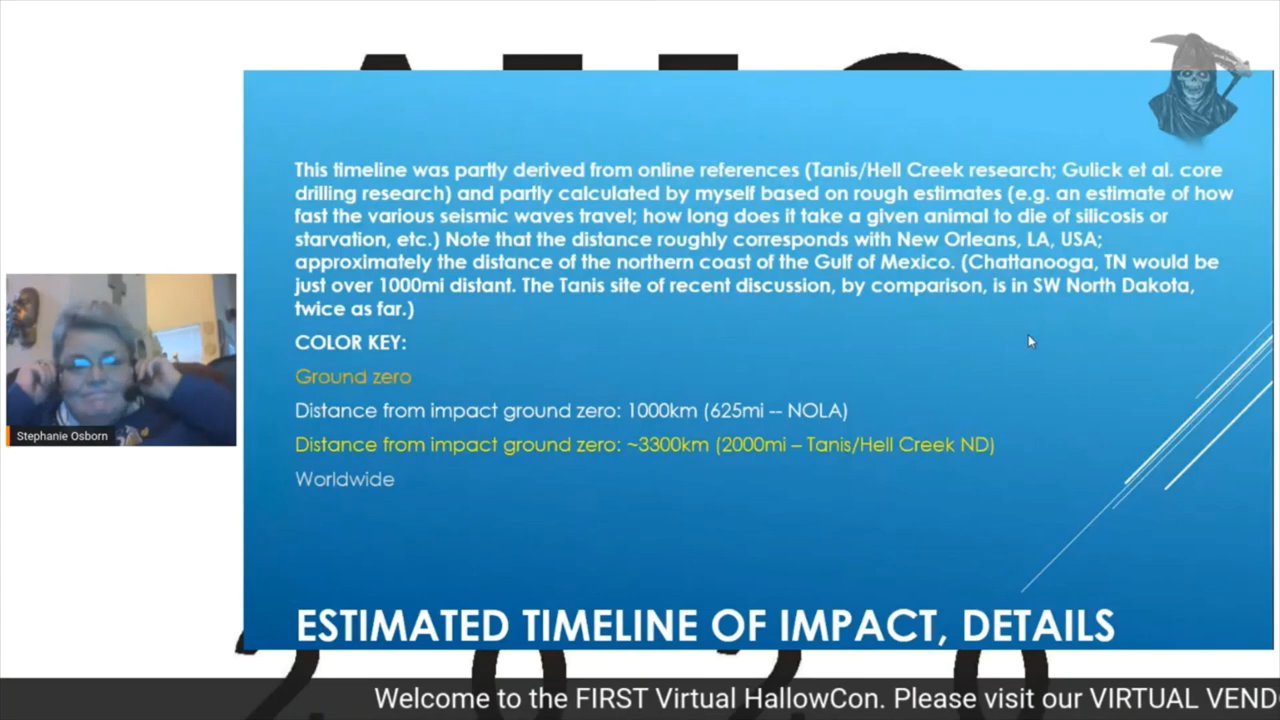 This timeline was partly derived from online references (Tanis/Hell Creek research; Gulick et al. core
drilling research) and partly calculated by myself based on rough estimates (e.g. an estimate of how
fast the various seismic waves travel; how long does it take a given animal to die of silicosis or
starvation, etc.) Note that the distance roughly corresponds with New Orleans, LA, USA;
approximately the distance of the northern coast of the Gulf of Mexico. (Chattanooga, TN would be
just over 1000mi distant. The Tanis site of recent discussion, by comparison, is in SW North Dakota,
twice as far.)
COLOR KEY:
Ground zero
Distance from impact ground zero: 1000km (625mi -- NOLA)
Distance from impact ground zero: ~3300km (2000mi – Tanis/Hell Creek ND)
Worldwide
Stephanie Osborn
ESTIMATED TIMELINE OF IMPACT, DETAILS
2020
Welcome to the FIRST Virtual HallowCon. Please visit our VIRTUAL VEND